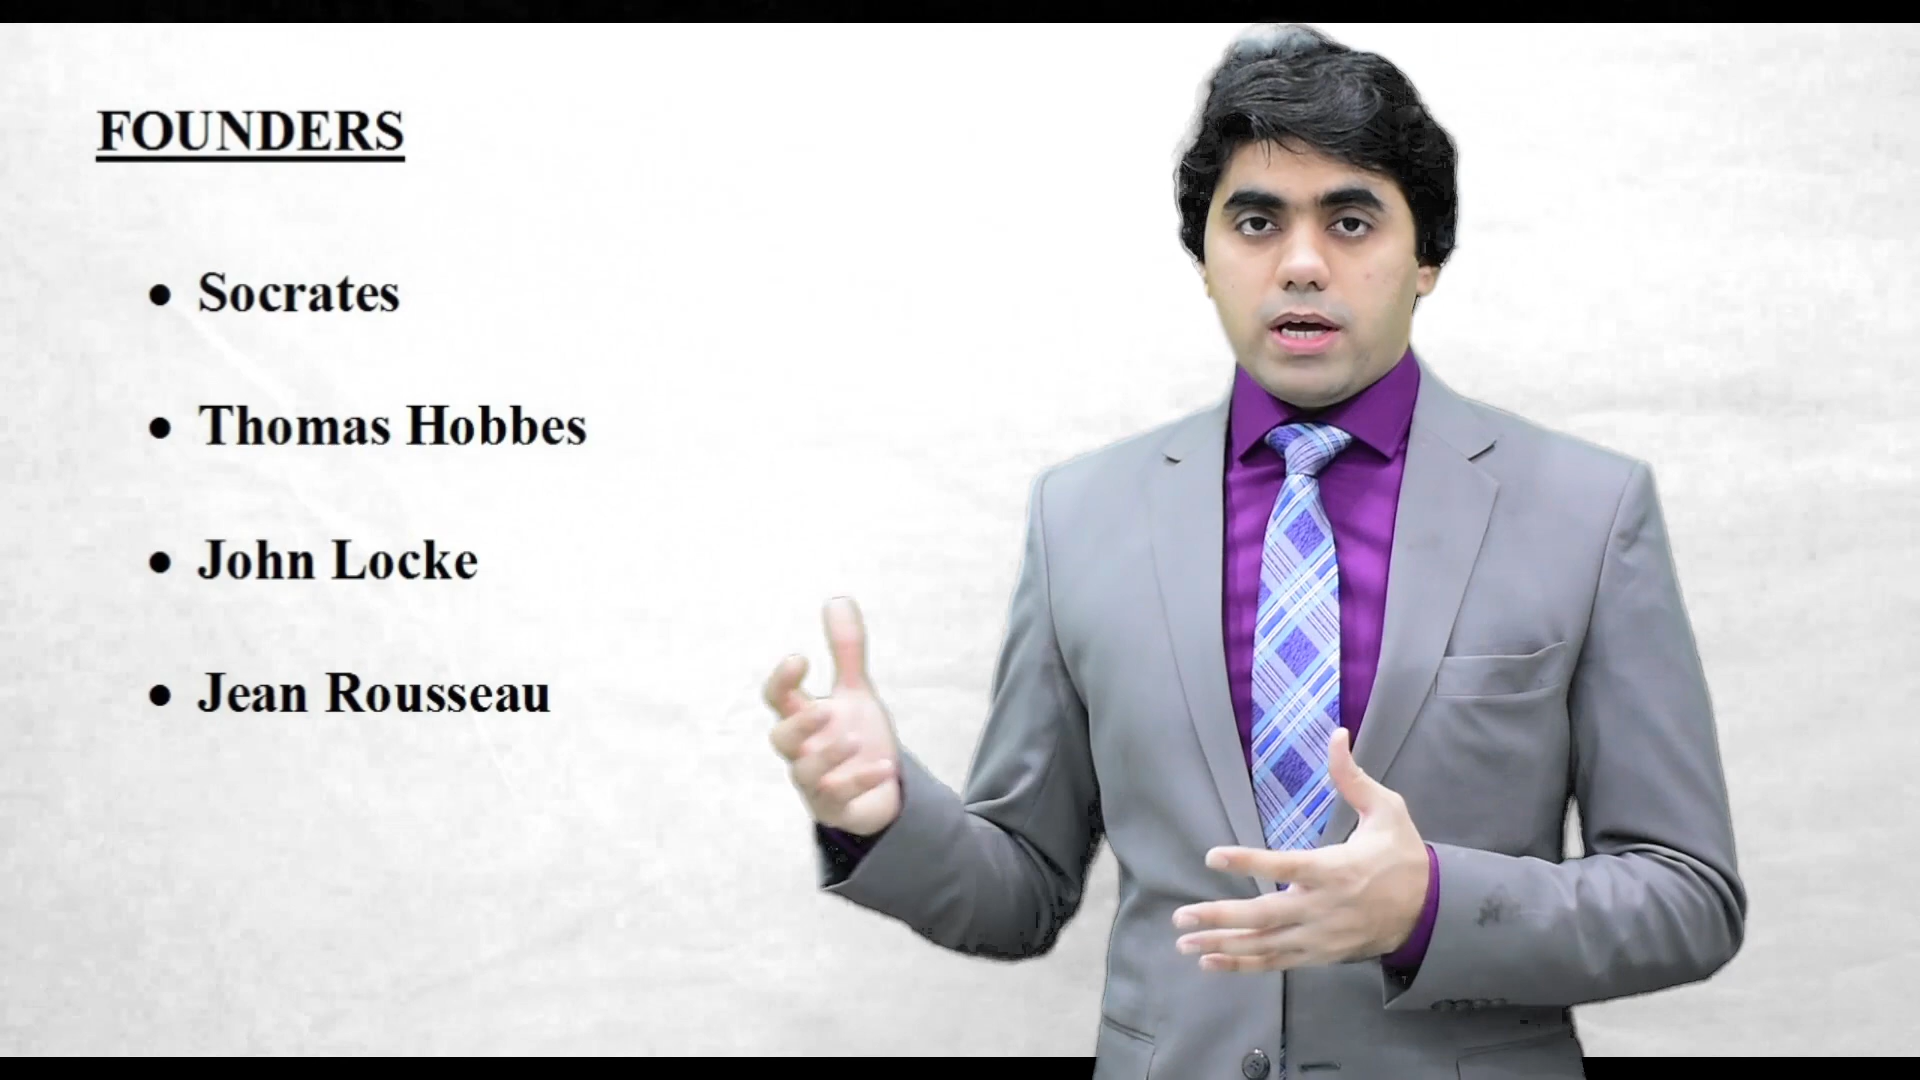 FOUNDERS
• Socrates
• Thomas Hobbes
• John Locke
• Jean Rousseau